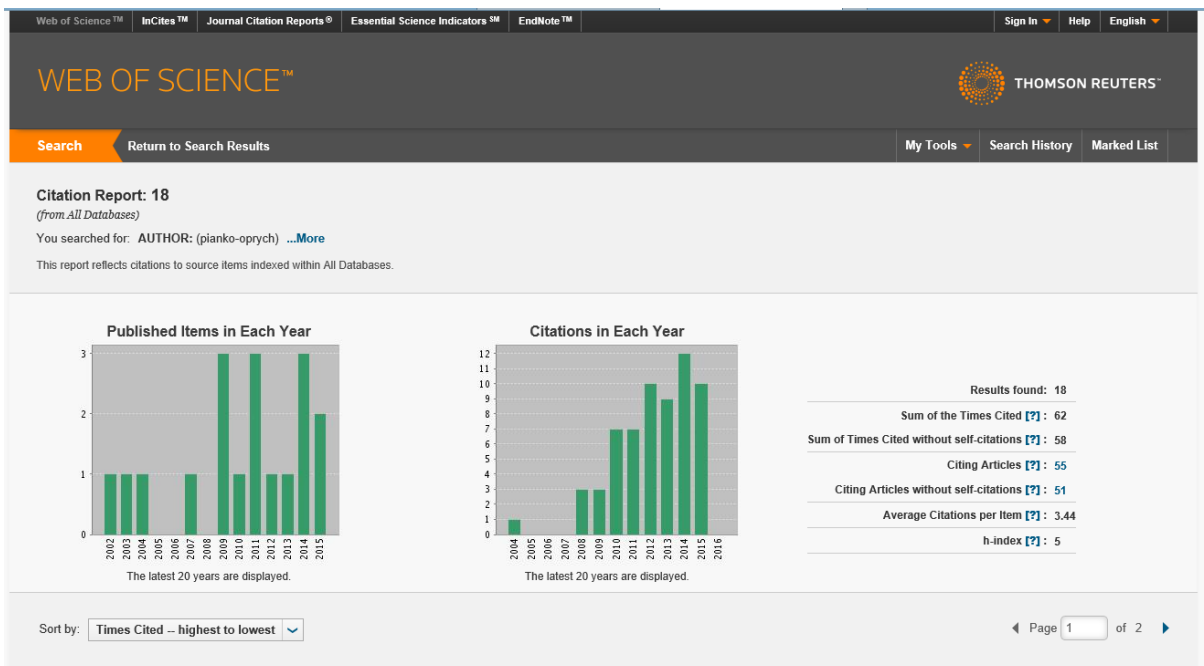 Web of Science™ InCites™ Journal Citation Reports® Essential Science Indicators℠ EndNote™ Sign In Help English
WEB OF SCIENCE™
THOMSON REUTERS™
Search Return to Search Results My Tools Search History Marked List
Citation Report: 18
(from All Databases)
You searched for: AUTHOR: (pianko-oprych) ...More
This report reflects citations to source items indexed within All Databases.
Published Items in Each Year
3
2
1
0
2002 2003 2004 2005 2006 2007 2008 2009 2010 2011 2012 2013 2014 2015
The latest 20 years are displayed.
Citations in Each Year
12
11
10
9
8
7
6
5
4
3
2
1
0
2004 2005 2006 2007 2008 2009 2010 2011 2012 2013 2014 2015 2016
The latest 20 years are displayed.
Results found: 18
Sum of the Times Cited [?] : 62
Sum of Times Cited without self-citations [?] : 58
Citing Articles [?] : 55
Citing Articles without self-citations [?] : 51
Average Citations per Item [?] : 3.44
h-index [?] : 5
Sort by: Times Cited -- highest to lowest
Page 1 of 2